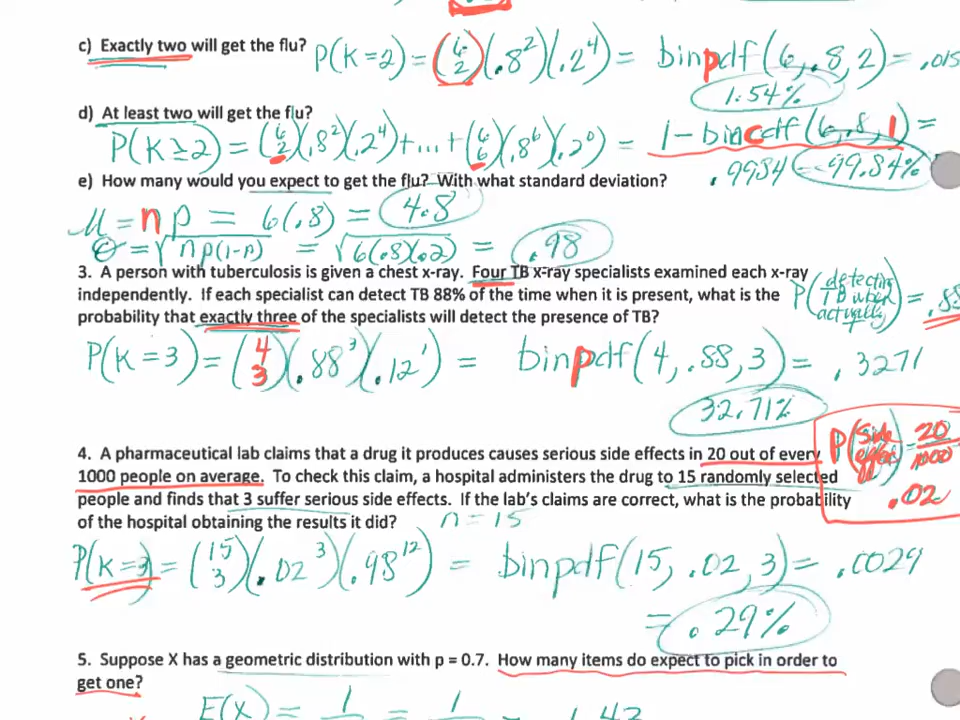 c) Exactly two will get the flu? P(K=2) = (6 2)(.8²)(.2⁴) = binpdf(6, .8, 2) = .015
1.54%
d) At least two will get the flu?
P(K≥2) = (6 2)(.8²)(.2⁴)+...+(6 6)(.8⁶)(.2⁰) = 1 - bincdf(6,.8,1) =
.9984 = 99.84%
e) How many would you expect to get the flu? With what standard deviation?
μ = np = 6(.8) = 4.8
σ = √np(1-p) = √6(.8)(.2) = .98
3. A person with tuberculosis is given a chest x-ray. Four TB x-ray specialists examined each x-ray
independently. If each specialist can detect TB 88% of the time when it is present, what is the
probability that exactly three of the specialists will detect the presence of TB?
P(detecting TB when actually) = .88
P(K=3) = (4 3)(.88³)(.12¹) = binpdf(4, .88, 3) = .3271
32.71%
4. A pharmaceutical lab claims that a drug it produces causes serious side effects in 20 out of every
1000 people on average. To check this claim, a hospital administers the drug to 15 randomly selected
people and finds that 3 suffer serious side effects. If the lab's claims are correct, what is the probability
of the hospital obtaining the results it did? n = 15
P(side effect) = 20/1000
.02
P(K=3) = (15 3)(.02³)(.98¹²) = binpdf(15, .02, 3) = .0029
= .29%
5. Suppose X has a geometric distribution with p = 0.7. How many items do expect to pick in order to
get one?
E(X) = 1 = 1 = 1.43